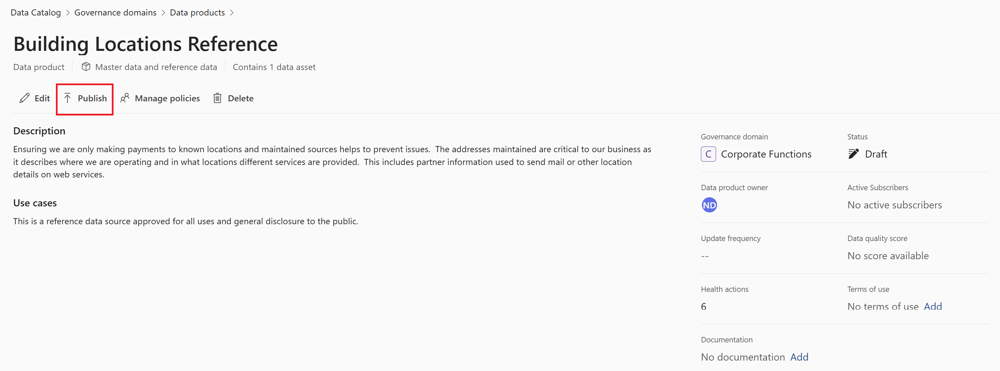 Data Catalog > Governance domains > Data products >
Building Locations Reference
Data product Master data and reference data Contains 1 data asset
Edit Publish Manage policies Delete
Description
Ensuring we are only making payments to known locations and maintained sources helps to prevent issues.  The addresses maintained are critical to our business as
it describes where we are operating and in what locations different services are provided.  This includes partner information used to send mail or other location
details on web services.
Use cases
This is a reference data source approved for all uses and general disclosure to the public.
Governance domain Status
C Corporate Functions Draft
Data product owner Active Subscribers
ND No active subscribers
Update frequency Data quality score
-- No score available
Health actions Terms of use
6 No terms of use Add
Documentation
No documentation Add